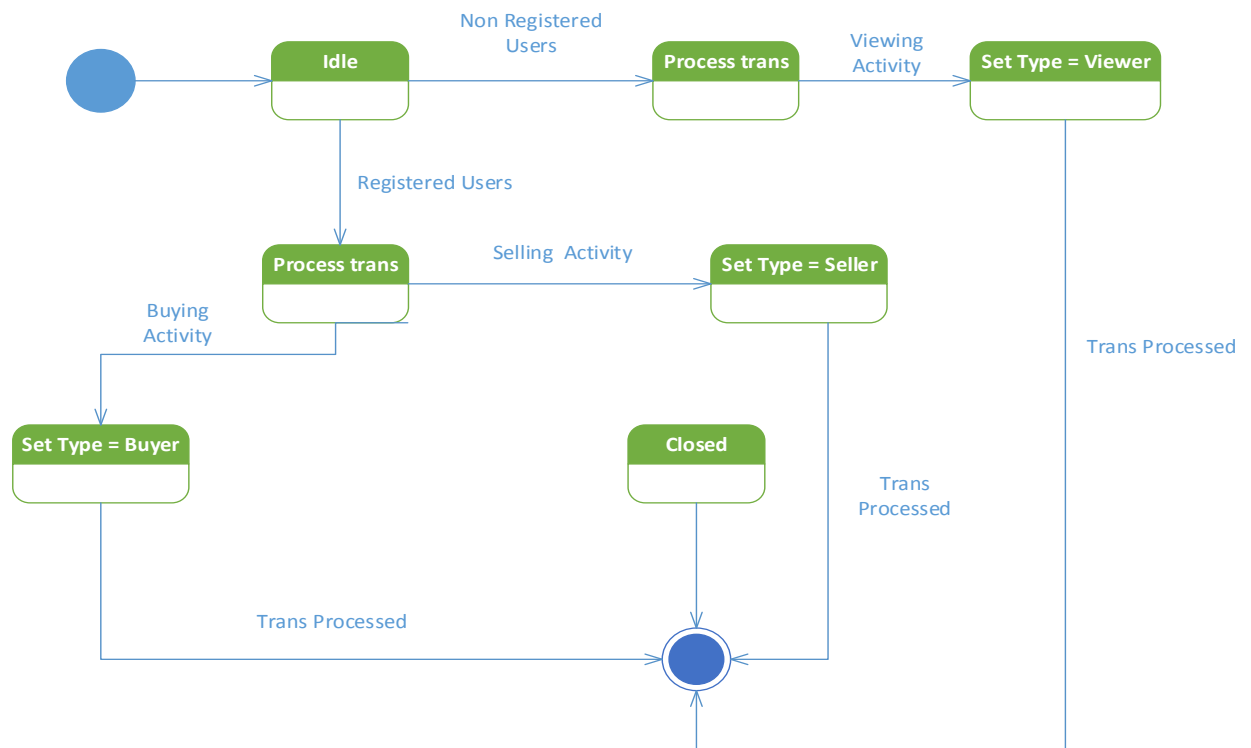 Non Registered
Users
Viewing
Activity
Idle
Process trans
Set Type = Viewer
Registered Users
Selling  Activity
Process trans
Set Type = Seller
Buying
Activity
Trans Processed
Set Type = Buyer
Closed
Trans
Processed
Trans Processed